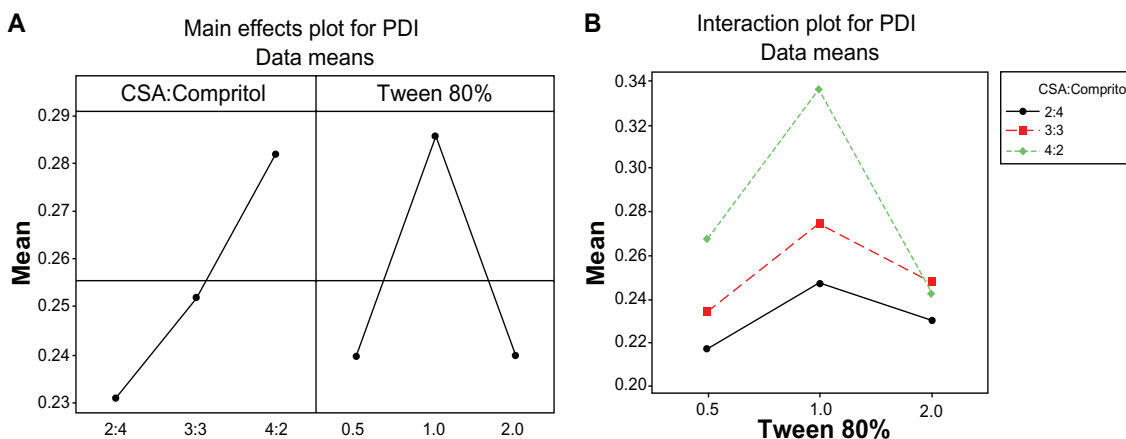 A
Main effects plot for PDI
Data means
CSA:Compritol
Tween 80%
Mean
0.29
0.28
0.27
0.26
0.25
0.24
0.23
2:4 3:3 4:2 0.5 1.0 2.0
B
Interaction plot for PDI
Data means
Mean
0.34
0.32
0.30
0.28
0.26
0.24
0.22
0.20
0.5 1.0 2.0
Tween 80%
CSA:Comprito
2:4
3:3
4:2